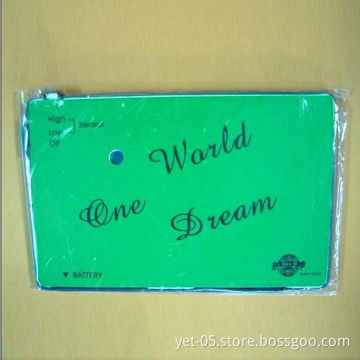 High
Low
Off
Sensor
World
One
Dream
▼ BATTERY
yet-05.store.bossgoo.com